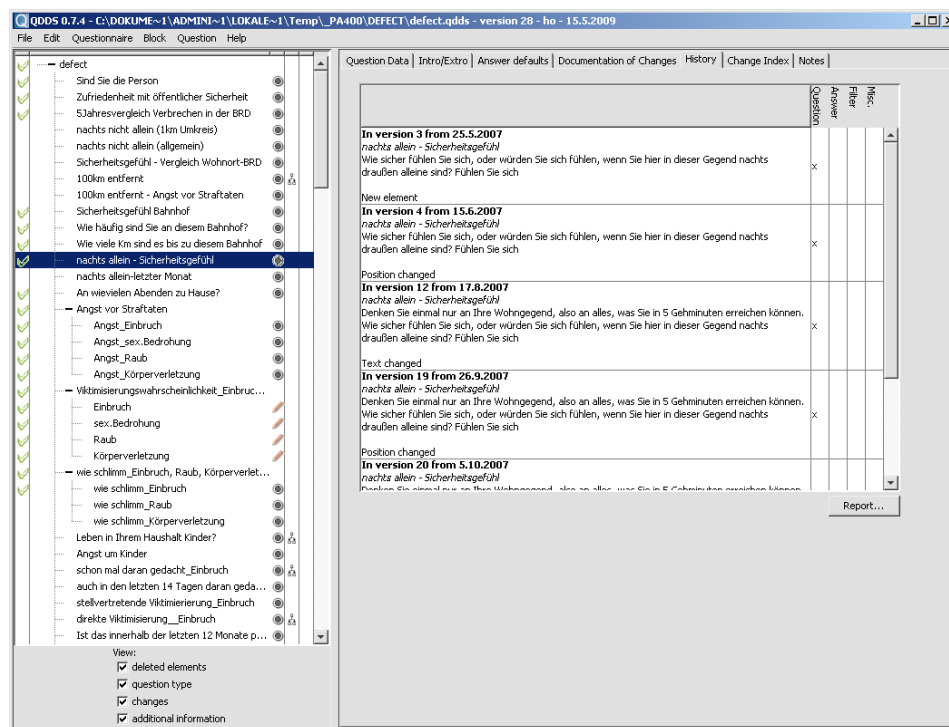 QDDS 0.7.4 - C:\DOKUME~1\ADMINI~1\LOKALE~1\Temp\_PA400\DEFECT\defect.qdds - version 28 - ho - 15.5.2009
File Edit Questionnaire Block Question Help
defect
Sind Sie die Person
Zufriedenheit mit öffentlicher Sicherheit
5Jahresvergleich Verbrechen in der BRD
nachts nicht allein (1km Umkreis)
nachts nicht allein (allgemein)
Sicherheitsgefühl - Vergleich Wohnort-BRD
100km entfernt
100km entfernt - Angst vor Straftaten
Sicherheitsgefühl Bahnhof
Wie häufig sind Sie an diesem Bahnhof?
Wie viele Km sind es bis zu diesem Bahnhof
nachts allein - Sicherheitsgefühl
nachts allein-letzter Monat
An wievielen Abenden zu Hause?
Angst vor Straftaten
Angst_Einbruch
Angst_sex.Bedrohung
Angst_Raub
Angst_Körperverletzung
Viktimisierungswahrscheinlichkeit_Einbruc...
Einbruch
sex.Bedrohung
Raub
Körperverletzung
wie schlimm_Einbruch, Raub, Körperverlet...
wie schlimm_Einbruch
wie schlimm_Raub
wie schlimm_Körperverletzung
Leben in Ihrem Haushalt Kinder?
Angst um Kinder
schon mal daran gedacht_Einbruch
auch in den letzten 14 Tagen daran geda...
stellvertretende Viktimierierung_Einbruch
direkte Viktimisierung__Einbruch
Ist das innerhalb der letzten 12 Monate p...
View:
deleted elements
question type
changes
additional information
Question Data Intro/Extro Answer defaults Documentation of Changes History Change Index Notes
Question Answer Filter Misc.
In version 3 from 25.5.2007
nachts allein - Sicherheitsgefühl
Wie sicher fühlen Sie sich, oder würden Sie sich fühlen, wenn Sie hier in dieser Gegend nachts
draußen alleine sind? Fühlen Sie sich
x
New element
In version 4 from 15.6.2007
nachts allein - Sicherheitsgefühl
Wie sicher fühlen Sie sich, oder würden Sie sich fühlen, wenn Sie hier in dieser Gegend nachts
draußen alleine sind? Fühlen Sie sich
x
Position changed
In version 12 from 17.8.2007
nachts allein - Sicherheitsgefühl
Denken Sie einmal nur an Ihre Wohngegend, also an alles, was Sie in 5 Gehminuten erreichen können.
Wie sicher fühlen Sie sich, oder würden Sie sich fühlen, wenn Sie hier in dieser Gegend nachts
x
draußen alleine sind? Fühlen Sie sich
Text changed
In version 19 from 26.9.2007
nachts allein - Sicherheitsgefühl
Denken Sie einmal nur an Ihre Wohngegend, also an alles, was Sie in 5 Gehminuten erreichen können.
Wie sicher fühlen Sie sich, oder würden Sie sich fühlen, wenn Sie hier in dieser Gegend nachts
x
draußen alleine sind? Fühlen Sie sich
Position changed
In version 20 from 5.10.2007
nachts allein - Sicherheitsgefühl
Denken Sie einmal nur an Ihre Wohngegend, also an alles, was Sie in 5 Gehminuten erreichen können.
Report...